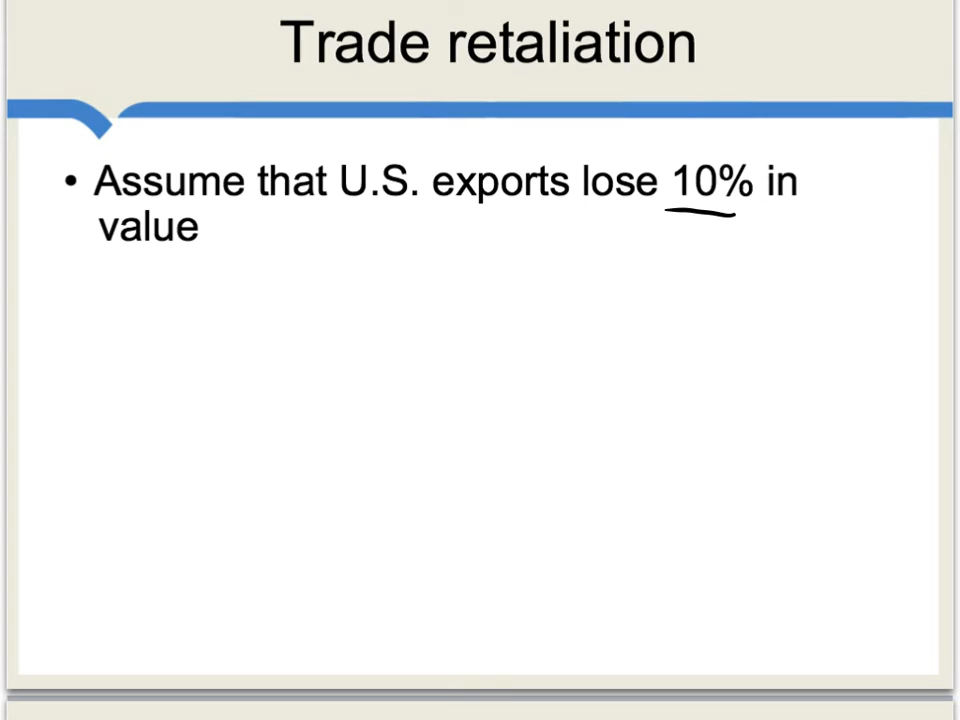 Trade retaliation
• Assume that U.S. exports lose 10% in
value